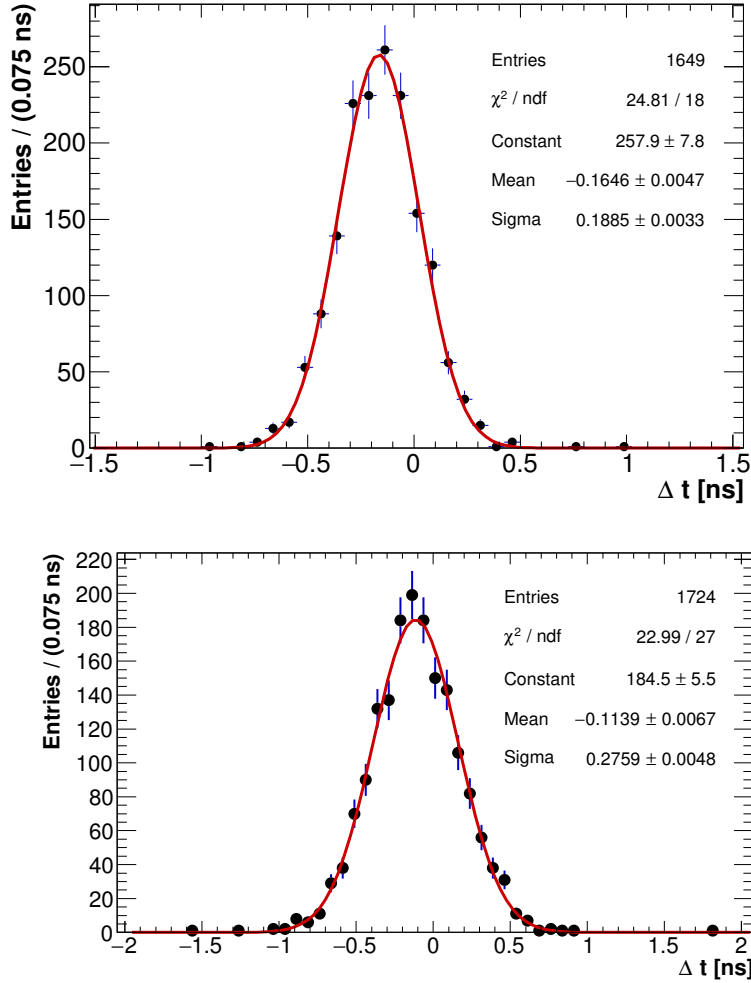 Entries / (0.075 ns)
250
200
150
100
50
0
Entries 1649
χ² / ndf 24.81 / 18
Constant 257.9 ± 7.8
Mean −0.1646 ± 0.0047
Sigma 0.1885 ± 0.0033
−1.5 −1 −0.5 0 0.5 1 1.5
Δ t [ns]
Entries / (0.075 ns)
220
200
180
160
140
120
100
80
60
40
20
0
Entries 1724
χ² / ndf 22.99 / 27
Constant 184.5 ± 5.5
Mean −0.1139 ± 0.0067
Sigma 0.2759 ± 0.0048
−2 −1.5 −1 −0.5 0 0.5 1 1.5 2
Δ t [ns]